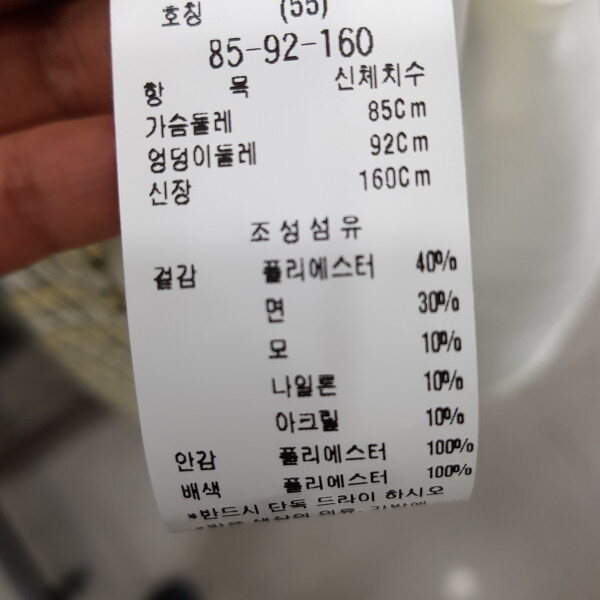 호칭 (55)
85-92-160
항 목 신체치수
가슴둘레 85Cm
엉덩이둘레 92Cm
신장 160Cm
조성섬유
겉감 폴리에스터 40%
면 30%
모 10%
나일론 10%
아크릴 10%
안감 폴리에스터 100%
배색 폴리에스터 100%
*반드시 단독 드라이 하시오